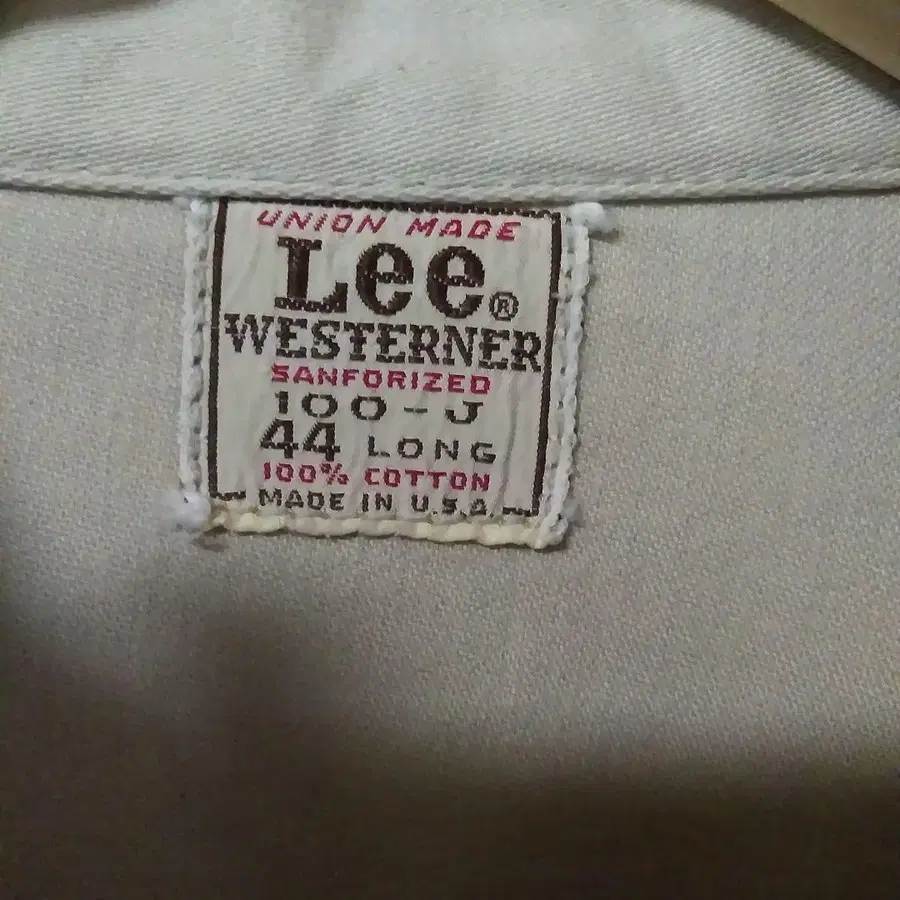 UNION MADE
Lee®
WESTERNER
SANFORIZED
100-J
44 LONG
100% COTTON
MADE IN U.S.A.